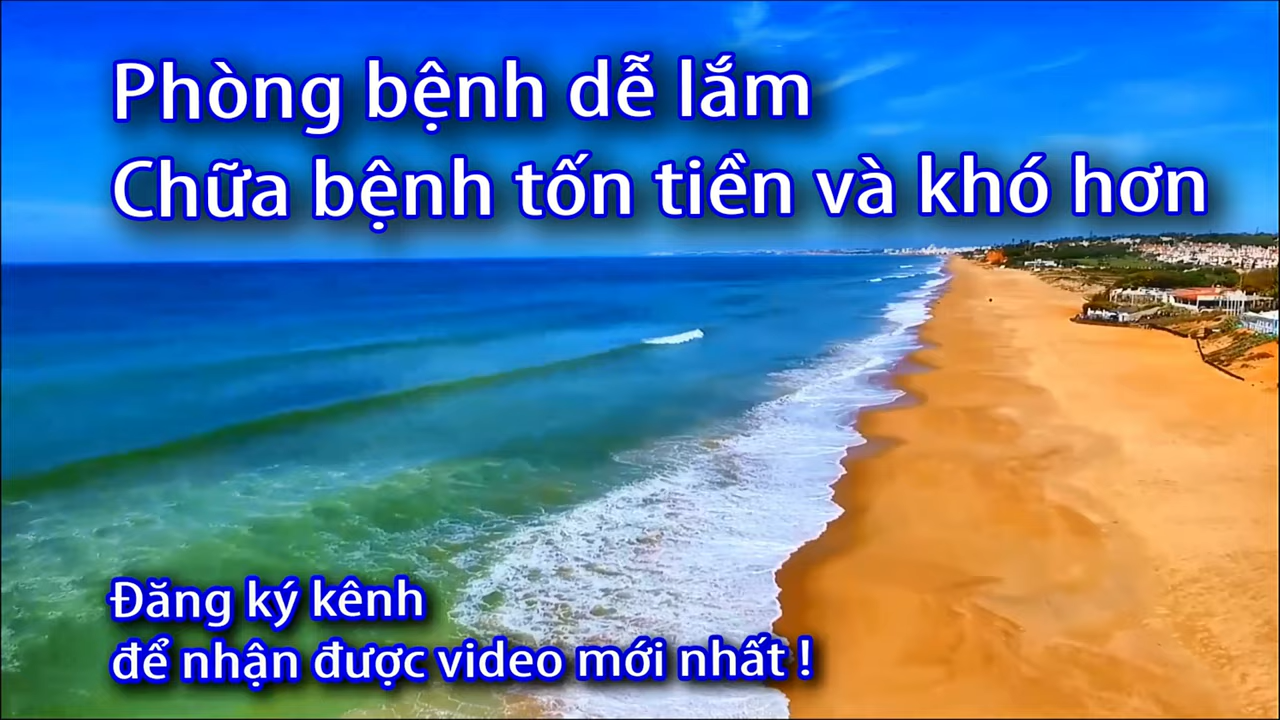 Phòng bệnh dễ lắm
Chữa bệnh tốn tiền và khó hơn
Đăng ký kênh
để nhận được video mới nhất !